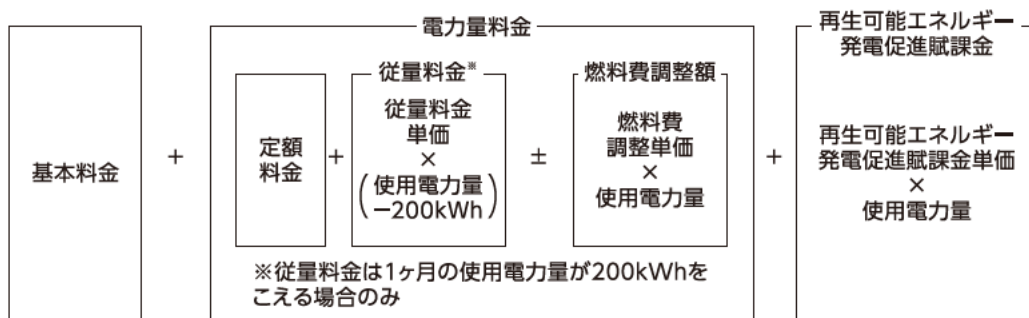 基本料金
+
電力量料金
定額
料金
+
従量料金※
従量料金
単価
×
(使用電力量
−200kWh)
±
燃料費調整額
燃料費
調整単価
×
使用電力量
※従量料金は1ヶ月の使用電力量が200kWhを
こえる場合のみ
+
再生可能エネルギー
発電促進賦課金
再生可能エネルギー
発電促進賦課金単価
×
使用電力量